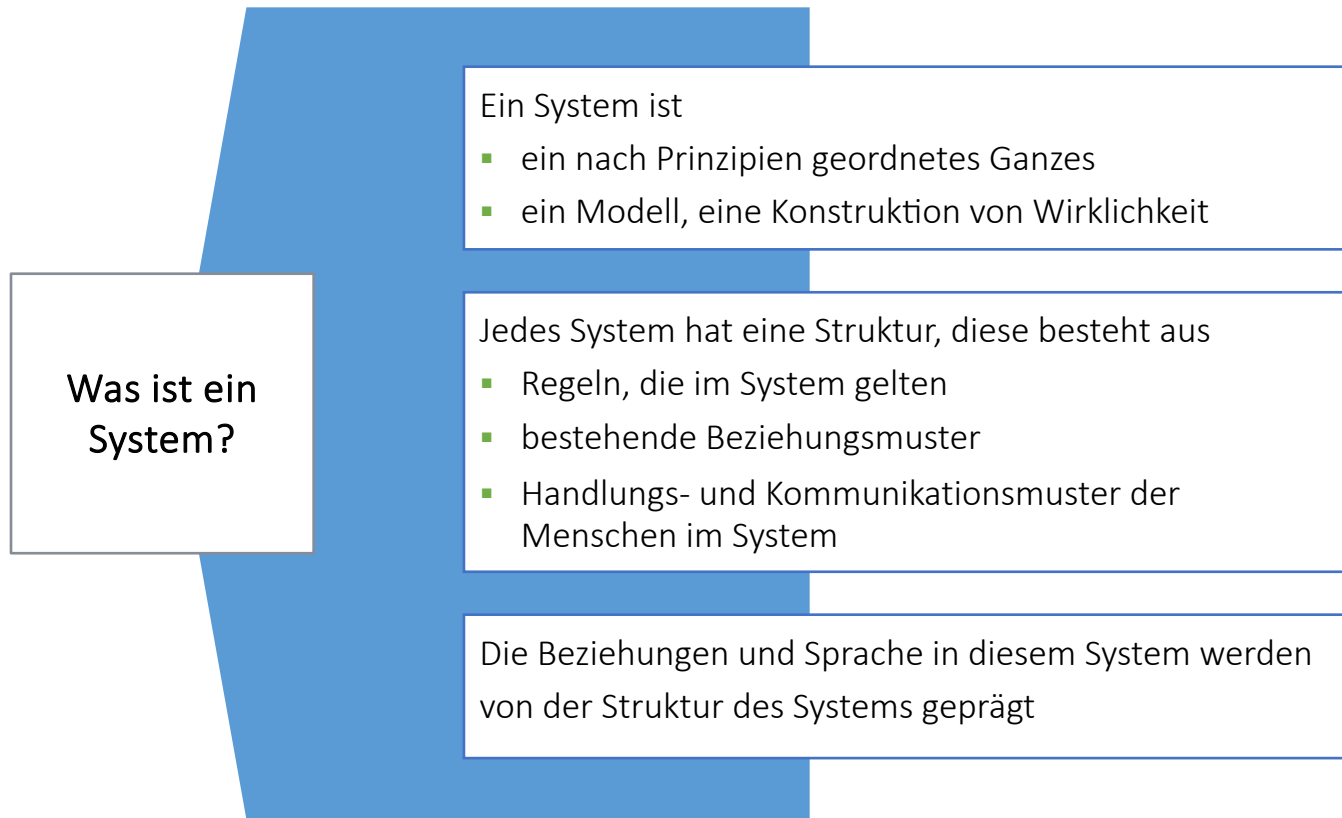 Ein System ist
▪ ein nach Prinzipien geordnetes Ganzes
▪ ein Modell, eine Konstruktion von Wirklichkeit
Was ist ein
System?
Jedes System hat eine Struktur, diese besteht aus
▪ Regeln, die im System gelten
▪ bestehende Beziehungsmuster
▪ Handlungs- und Kommunikationsmuster der
Menschen im System
Die Beziehungen und Sprache in diesem System werden
von der Struktur des Systems geprägt